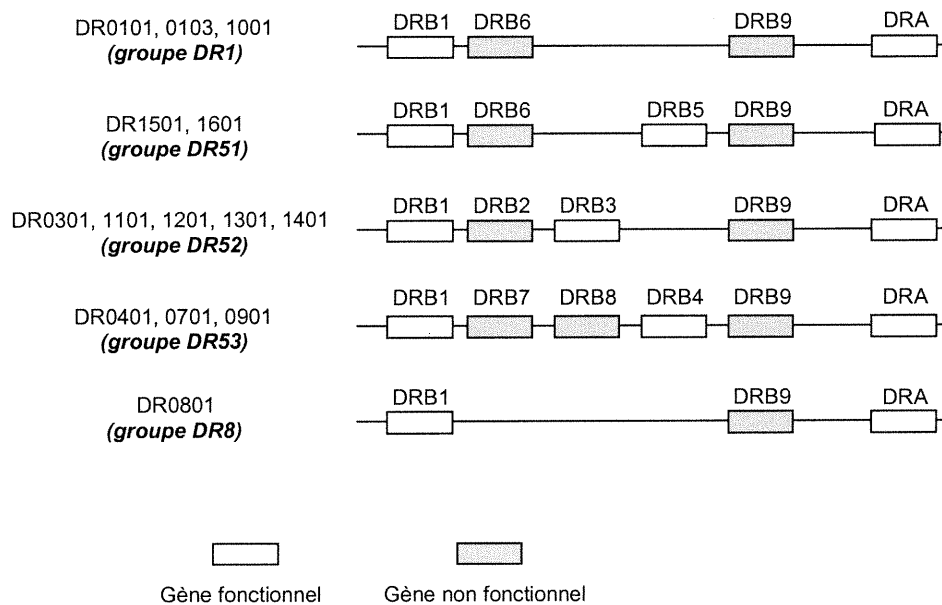 DRB1 DRB6 DRB9 DRA
DR0101, 0103, 1001
(groupe DR1)
DRB1 DRB6 DRB5 DRB9 DRA
DR1501, 1601
(groupe DR51)
DRB1 DRB2 DRB3 DRB9 DRA
DR0301, 1101, 1201, 1301, 1401
(groupe DR52)
DRB1 DRB7 DRB8 DRB4 DRB9 DRA
DR0401, 0701, 0901
(groupe DR53)
DRB1 DRB9 DRA
DR0801
(groupe DR8)
Gène fonctionnel Gène non fonctionnel